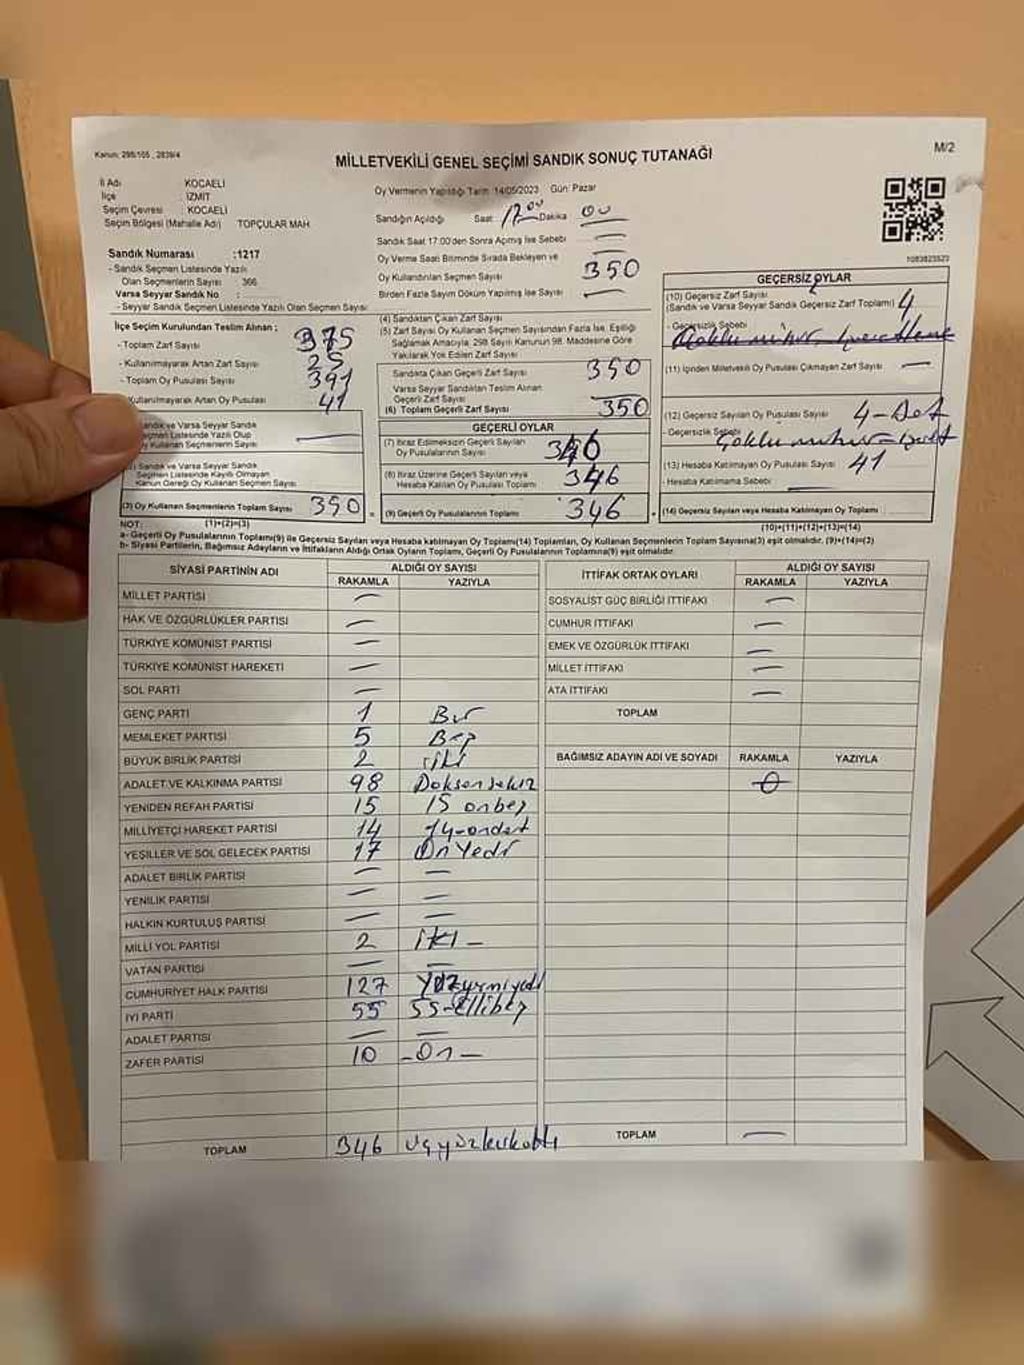 Kanun: 298/105 , 2839/4
MİLLETVEKİLİ GENEL SEÇİMİ SANDIK SONUÇ TUTANAĞI
M/2
İl Adı KOCAELİ
İlçe İZMİT
Seçim Çevresi : KOCAELİ
Seçim Bölgesi (Mahalle Adı) TOPÇULAR MAH
Sandık Numarası :1217
- Sandık Seçmen Listesinde Yazılı
Olan Seçmenlerin Sayısı : 366
Varsa Seyyar Sandık No :
- Seyyar Sandık Seçmen Listesinde Yazılı Olan Seçmen Sayısı:
İlçe Seçim Kurulundan Teslim Alınan :
- Toplam Zarf Sayısı 375
- Kullanılmayarak Artan Zarf Sayısı 25
- Toplam Oy Pusulası Sayısı 391
Kullanılmayarak Artan Oy Pusulası 41
Sandık ve Varsa Seyyar Sandık
Seçmen Listesinde Yazılı Olup
Oy Kullanan Seçmenlerin Sayısı
Sandık ve Varsa Seyyar Sandık
Seçmen Listesinde Kayıtlı Olmayan
Kanun Gereği Oy Kullanan Seçmen Sayısı
(3) Oy Kullanan Seçmenlerin Toplam Sayısı 350
Oy Vermenin Yapıldığı Tarih: 14/05/2023 Gün: Pazar
Sandığın Açıldığı Saat 17 00 Dakika 00
Sandık Saat 17:00'den Sonra Açılmış İse Sebebi
Oy Verme Saati Bitiminde Sırada Bekleyen ve
Oy Kullandırılan Seçmen Sayısı 350
Birden Fazla Sayım Döküm Yapılmış İse Sayısı
(4) Sandıktan Çıkan Zarf Sayısı
(5) Zarf Sayısı Oy Kullanan Seçmen Sayısından Fazla İse, Eşitliği
Sağlamak Amacıyla, 298 Sayılı Kanunun 98. Maddesine Göre
Yakılarak Yok Edilen Zarf Sayısı
Sandıkta Çıkan Geçerli Zarf Sayısı 350
Varsa Seyyar Sandıktan Teslim Alınan
Geçerli Zarf Sayısı
(6) Toplam Geçerli Zarf Sayısı 350
GEÇERLİ OYLAR
(7) İtiraz Edilmeksizin Geçerli Sayılan
Oy Pusulalarının Sayısı 346
(8) İtiraz Üzerine Geçerli Sayılan veya
Hesaba Katılan Oy Pusulası Toplamı 346
(9) Geçerli Oy Pusulalarının Toplamı 346
1083823523
GEÇERSİZ OYLAR
(10) Geçersiz Zarf Sayısı
(Sandık ve Varsa Seyyar Sandık Geçersiz Zarf Toplamı) 4
- Geçersizlik Sebebi
(11) İçinden Milletvekili Oy Pusulası Çıkmayan Zarf Sayısı
(12) Geçersiz Sayılan Oy Pusulası Sayısı 4-Adet
- Geçersizlik Sebebi
(13) Hesaba Katılmayan Oy Pusulası Sayısı 41
- Hesaba Katılmama Sebebi
(14) Geçersiz Sayılan veya Hesaba Katılmayan Oy Toplamı
NOT: (1)+(2)=(3) (10)+(11)+(12)+(13)=(14)
a- Geçerli Oy Pusulalarının Toplamı(9) ile Geçersiz Sayılan veya Hesaba katılmayan Oy Pusulası Toplamı(14) Toplamları, Oy Kullanan Seçmenlerin Toplam Sayısına(3) eşit olmalıdır. (9)+(14)=(3)
b- Siyasi Partilerin, Bağımsız Adayların ve İttifakların Aldığı Ortak Oyların Toplamı, Geçerli Oy Pusulalarının Toplamına(9) eşit olmalıdır.
SİYASİ PARTİNİN ADI ALDIĞI OY SAYISI
RAKAMLA YAZIYLA
MİLLET PARTİSİ —
HAK VE ÖZGÜRLÜKLER PARTİSİ —
TÜRKİYE KOMÜNİST PARTİSİ —
TÜRKİYE KOMÜNİST HAREKETİ —
SOL PARTİ —
GENÇ PARTİ 1 Bir
MEMLEKET PARTİSİ 5 Beş
BÜYÜK BİRLİK PARTİSİ 2 iki
ADALET VE KALKINMA PARTİSİ 98 Doksansekiz
YENİDEN REFAH PARTİSİ 15 15 onbeş
MİLLİYETÇİ HAREKET PARTİSİ 14 14-ondört
YEŞİLLER VE SOL GELECEK PARTİSİ 17 Onyedi
ADALET BİRLİK PARTİSİ — —
YENİLİK PARTİSİ — —
HALKIN KURTULUŞ PARTİSİ — —
MİLLİ YOL PARTİSİ 2 İki -
VATAN PARTİSİ — —
CUMHURİYET HALK PARTİSİ 127 Yüzyirmiyedi
İYİ PARTİ 55 55-Ellibeş
ADALET PARTİSİ — —
ZAFER PARTİSİ 10 -On-
TOPLAM 346 üçyüzkırkaltı
İTTİFAK ORTAK OYLARI ALDIĞI OY SAYISI
RAKAMLA YAZIYLA
SOSYALİST GÜÇ BİRLİĞİ İTTİFAKI —
CUMHUR İTTİFAKI —
EMEK VE ÖZGÜRLÜK İTTİFAKI —
MİLLET İTTİFAKI —
ATA İTTİFAKI —
TOPLAM
BAĞIMSIZ ADAYIN ADI VE SOYADI RAKAMLA YAZIYLA
0
TOPLAM —